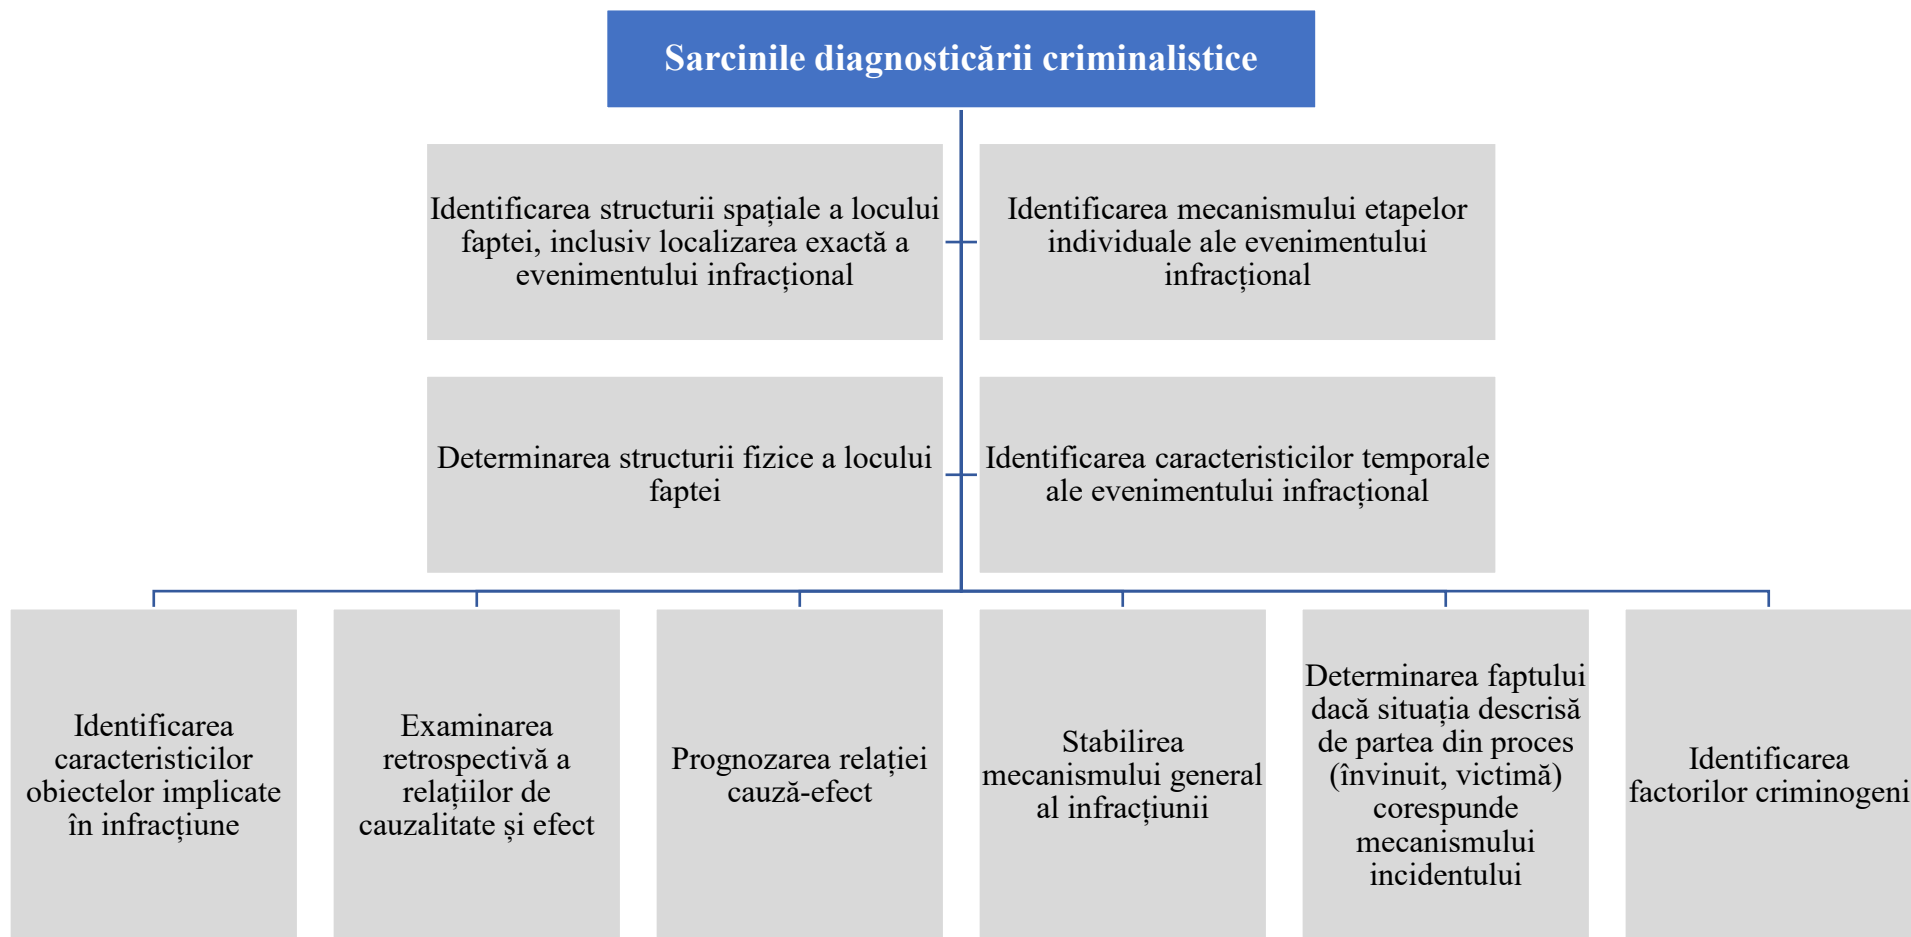 Sarcinile diagnosticării criminalistice
Identificarea structurii spațiale a locului
faptei, inclusiv localizarea exactă a
evenimentului infracțional
Identificarea mecanismului etapelor
individuale ale evenimentului
infracțional
Determinarea structurii fizice a locului
faptei
Identificarea caracteristicilor temporale
ale evenimentului infracțional
Identificarea
caracteristicilor
obiectelor implicate
în infracțiune
Examinarea
retrospectivă a
relațiilor de
cauzalitate și efect
Prognozarea relației
cauză-efect
Stabilirea
mecanismului general
al infracțiunii
Determinarea faptului
dacă situația descrisă
de partea din proces
(învinuit, victimă)
corespunde
mecanismului
incidentului
Identificarea
factorilor criminogeni